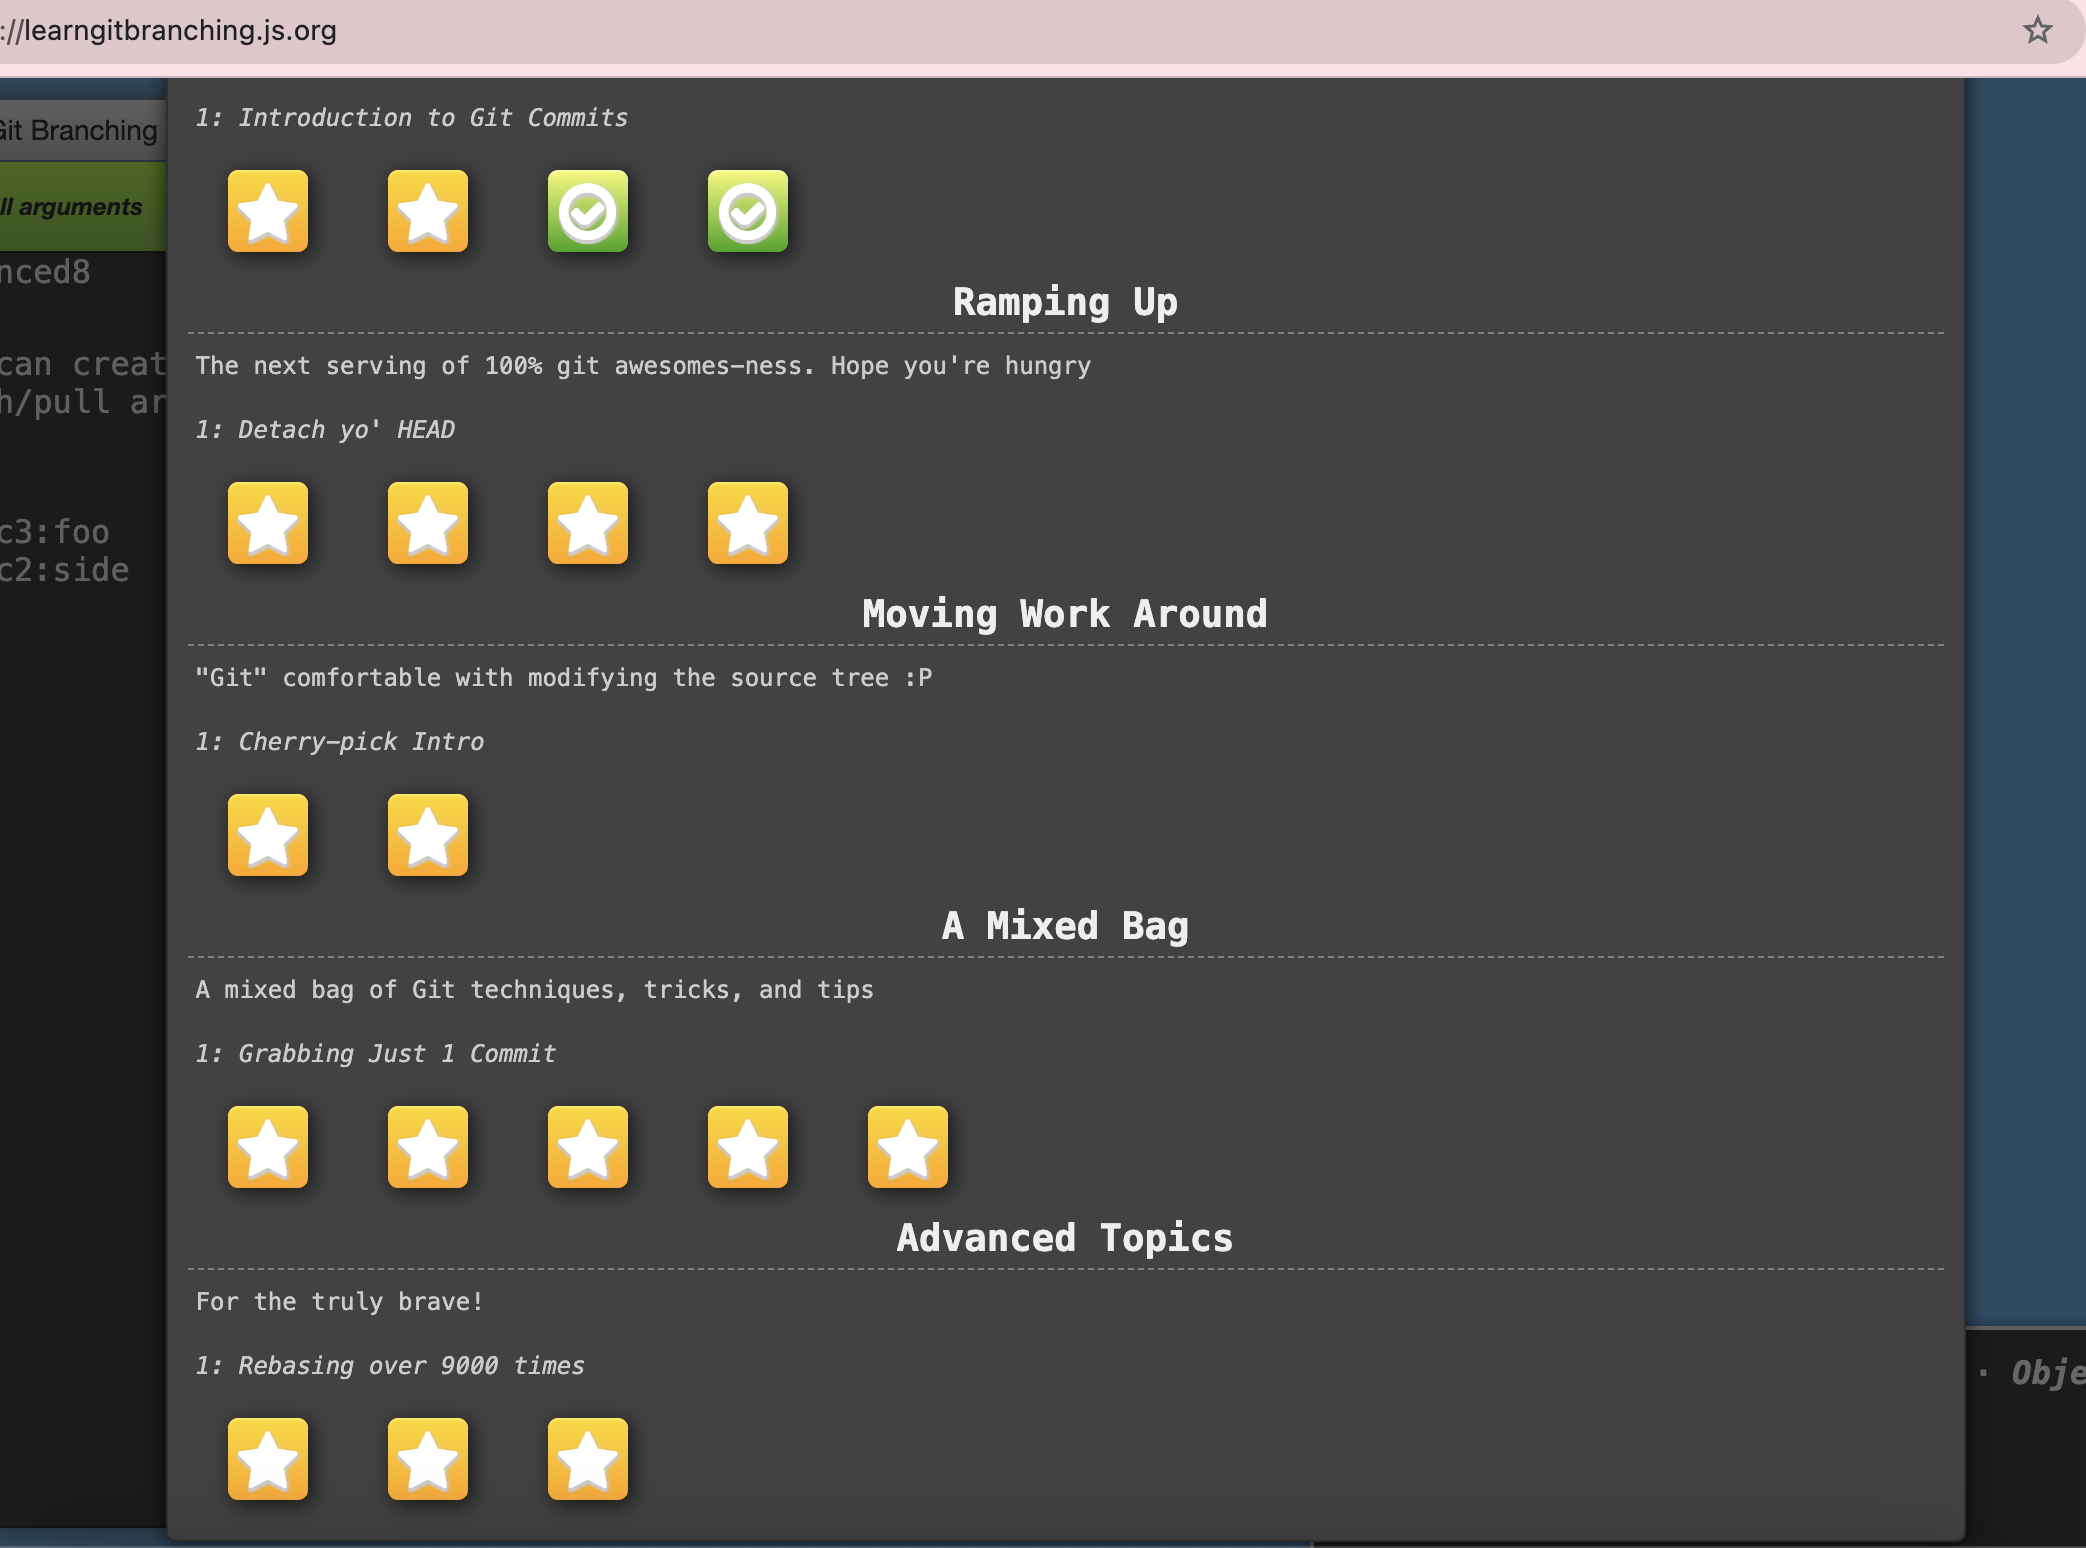 ://learngitbranching.js.org
Git Branching
ll arguments
nced8
can creat
h/pull ar
c3:foo
c2:side
1: Introduction to Git Commits
Ramping Up
The next serving of 100% git awesomes-ness. Hope you're hungry
1: Detach yo' HEAD
Moving Work Around
"Git" comfortable with modifying the source tree :P
1: Cherry-pick Intro
A Mixed Bag
A mixed bag of Git techniques, tricks, and tips
1: Grabbing Just 1 Commit
Advanced Topics
For the truly brave!
1: Rebasing over 9000 times
· Obje